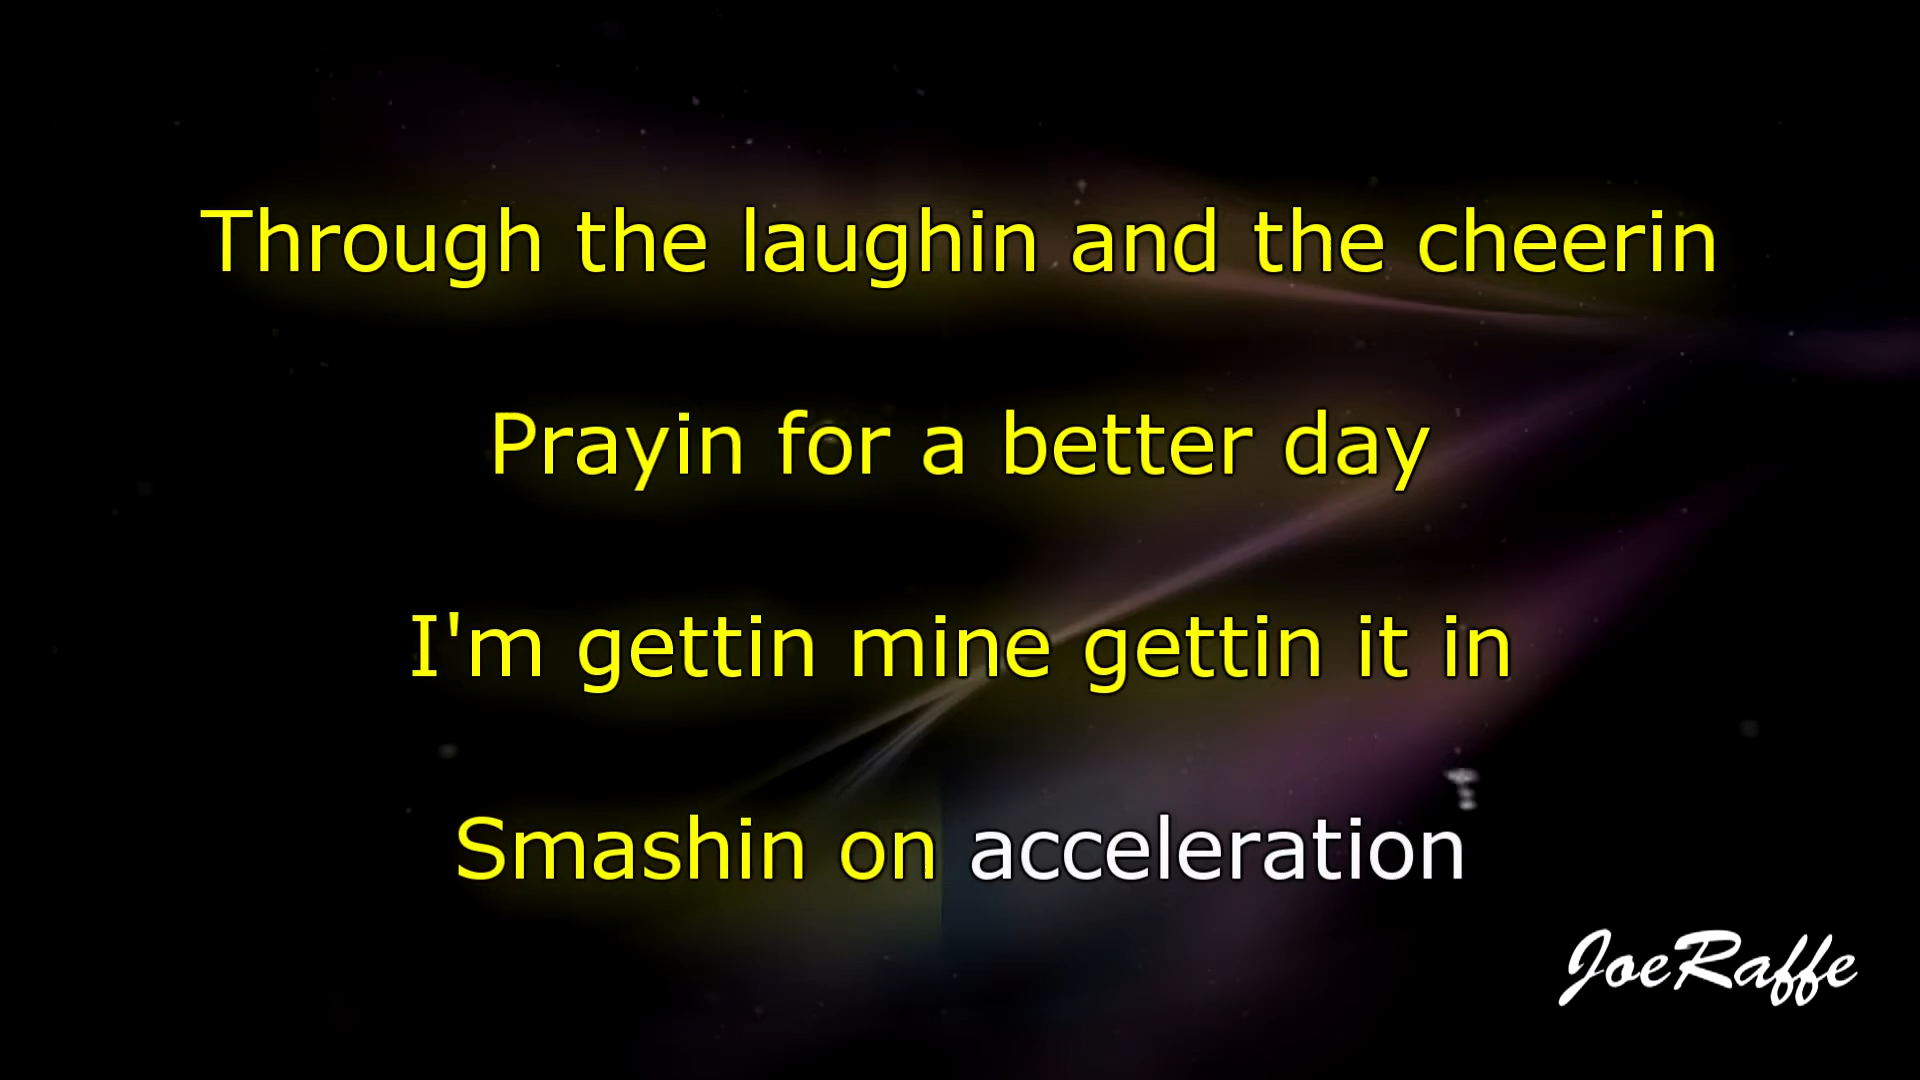 Through the laughin and the cheerin
Prayin for a better day
I'm gettin mine gettin it in
Smashin on acceleration
JoeRaffe